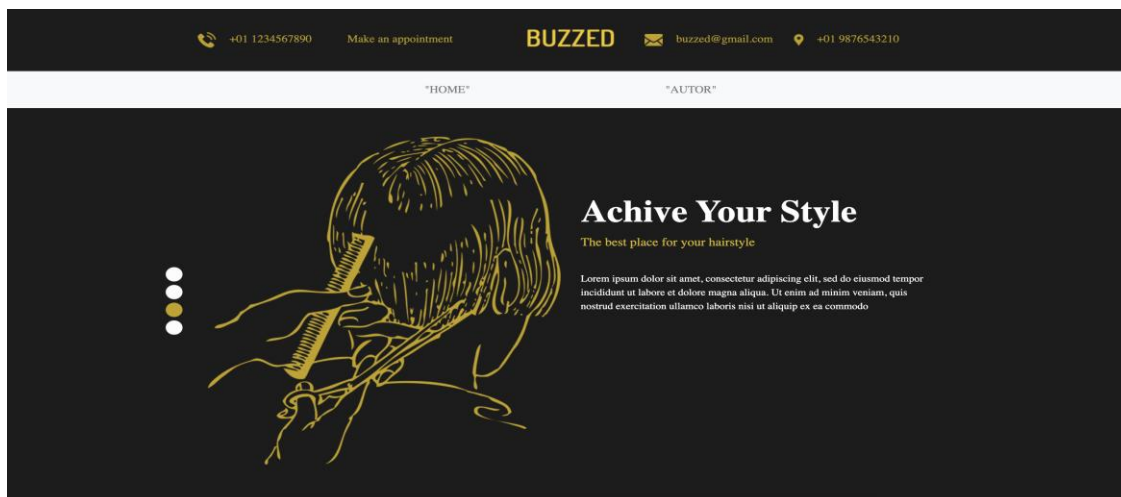 +01 1234567890
Make an appointment
BUZZED
buzzed@gmail.com
+01 9876543210
"HOME"
"AUTOR"
Achive Your Style
The best place for your hairstyle
Lorem ipsum dolor sit amet, consectetur adipiscing elit, sed do eiusmod tempor
incididunt ut labore et dolore magna aliqua. Ut enim ad minim veniam, quis
nostrud exercitation ullamco laboris nisi ut aliquip ex ea commodo